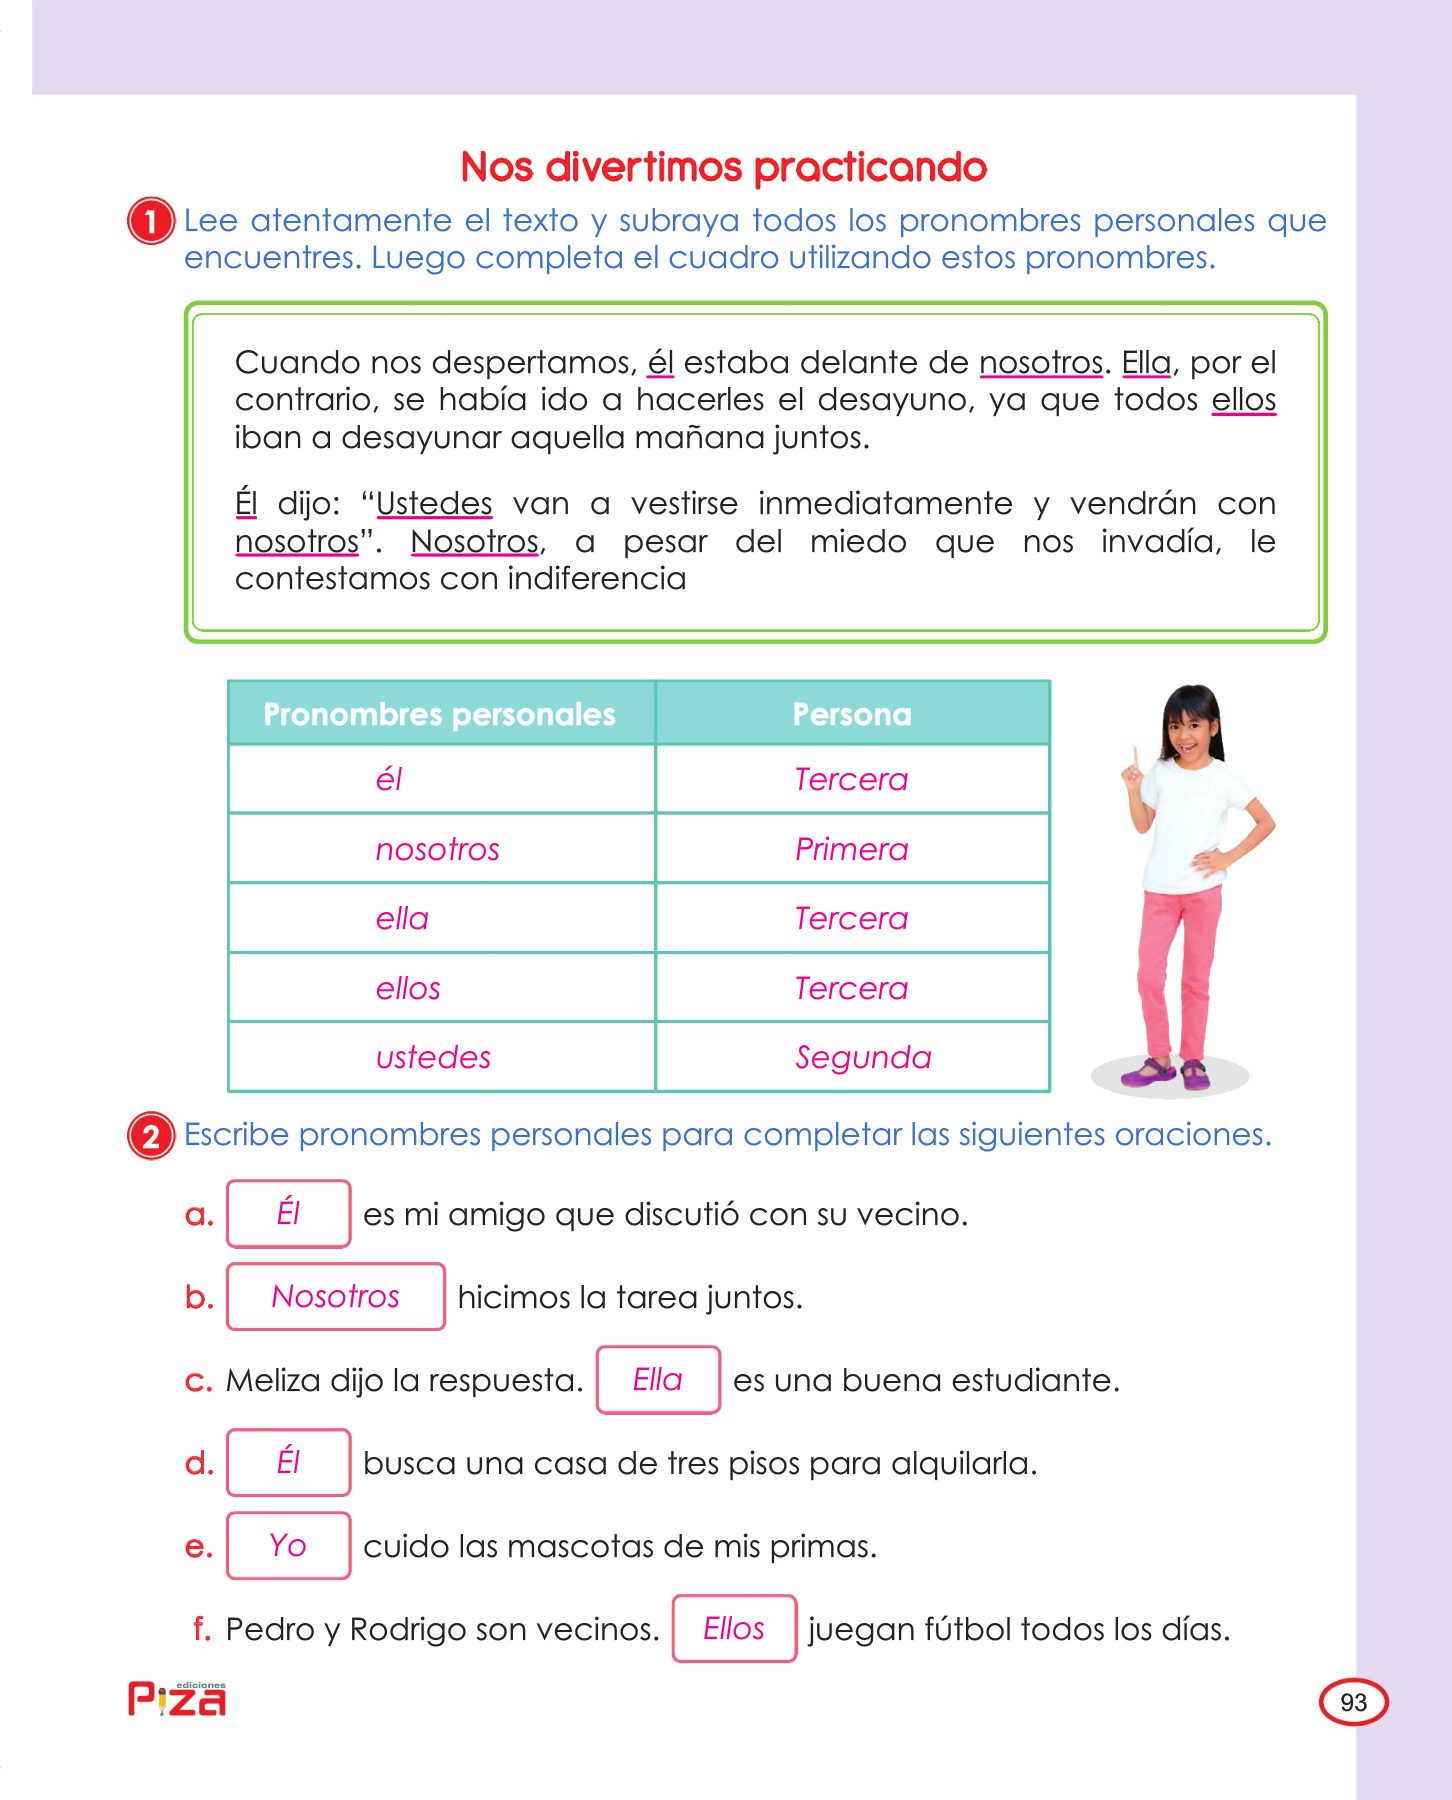 Nos divertimos practicando
1 Lee atentamente el texto y subraya todos los pronombres personales que
encuentres. Luego completa el cuadro utilizando estos pronombres.
Cuando nos despertamos, él estaba delante de nosotros. Ella, por el
contrario, se había ido a hacerles el desayuno, ya que todos ellos
iban a desayunar aquella mañana juntos.
Él dijo: “Ustedes van a vestirse inmediatamente y vendrán con
nosotros”. Nosotros, a pesar del miedo que nos invadía, le
contestamos con indiferencia
Pronombres personales Persona
él Tercera
nosotros Primera
ella Tercera
ellos Tercera
ustedes Segunda
2 Escribe pronombres personales para completar las siguientes oraciones.
a. Él es mi amigo que discutió con su vecino.
b. Nosotros hicimos la tarea juntos.
c. Meliza dijo la respuesta. Ella es una buena estudiante.
d. Él busca una casa de tres pisos para alquilarla.
e. Yo cuido las mascotas de mis primas.
f. Pedro y Rodrigo son vecinos. Ellos juegan fútbol todos los días.
ediciones
Piza
93